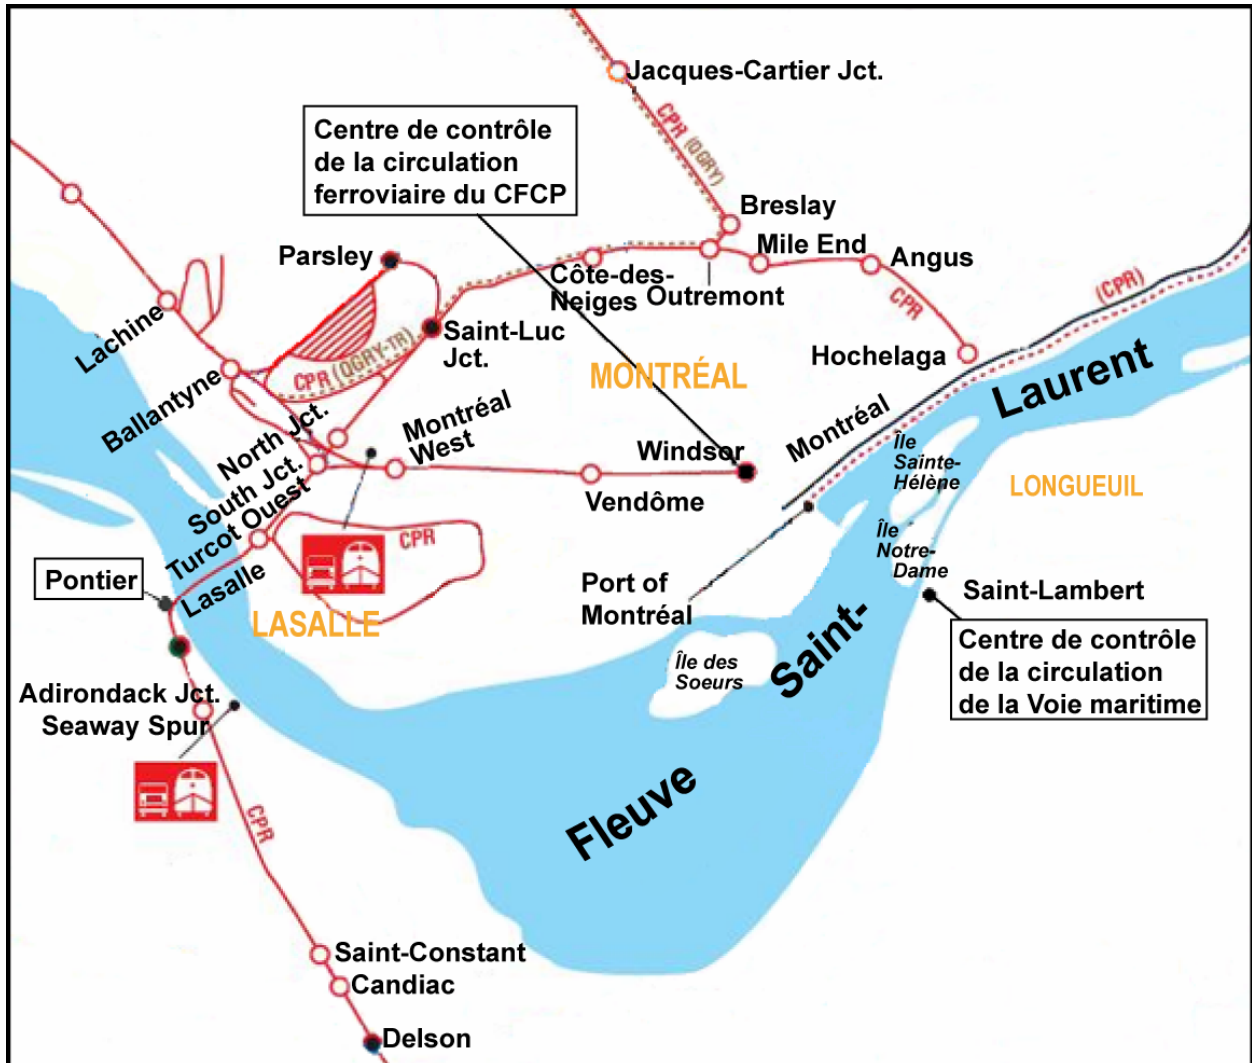 Jacques-Cartier Jct.
CPR (QGRY)
Centre de contrôle
de la circulation
ferroviaire du CFCP
Breslay
Mile End
Angus
Parsley
Côte-des-
Neiges
Outremont
CPR
(CPR)
Lachine
Saint-Luc
Jct.
CPR (QGRY-TR)
Hochelaga
Laurent
MONTRÉAL
Ballantyne
North Jct.
Montréal
West
South Jct.
Turcot Ouest
Windsor
Vendôme
Montréal
Île
Sainte-
Hélène
LONGUEUIL
CPR
Île
Notre-
Dame
Pontier
Lasalle
LASALLE
Port of
Montréal
Saint-Lambert
Centre de contrôle
de la circulation
de la Voie maritime
Île des
Soeurs
Saint-
Adirondack Jct.
Seaway Spur
Fleuve
CPR
Saint-Constant
Candiac
Delson